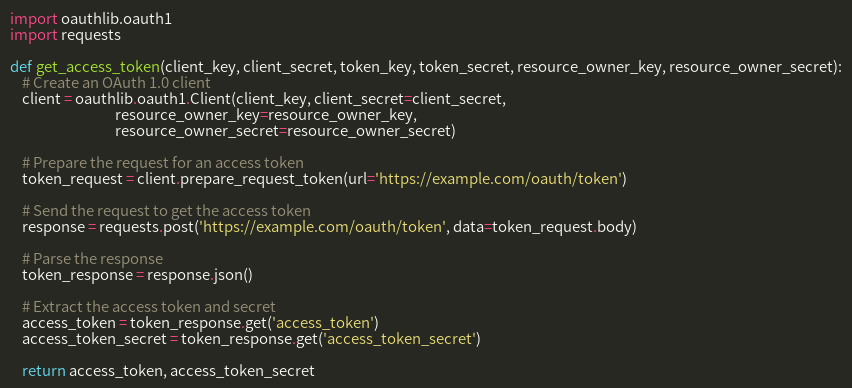 import oauthlib.oauth1
import requests

def get_access_token(client_key, client_secret, token_key, token_secret, resource_owner_key, resource_owner_secret):
    # Create an OAuth 1.0 client
    client = oauthlib.oauth1.Client(client_key, client_secret=client_secret,
                                    resource_owner_key=resource_owner_key,
                                    resource_owner_secret=resource_owner_secret)

    # Prepare the request for an access token
    token_request = client.prepare_request_token(url='https://example.com/oauth/token')

    # Send the request to get the access token
    response = requests.post('https://example.com/oauth/token', data=token_request.body)

    # Parse the response
    token_response = response.json()

    # Extract the access token and secret
    access_token = token_response.get('access_token')
    access_token_secret = token_response.get('access_token_secret')

    return access_token, access_token_secret